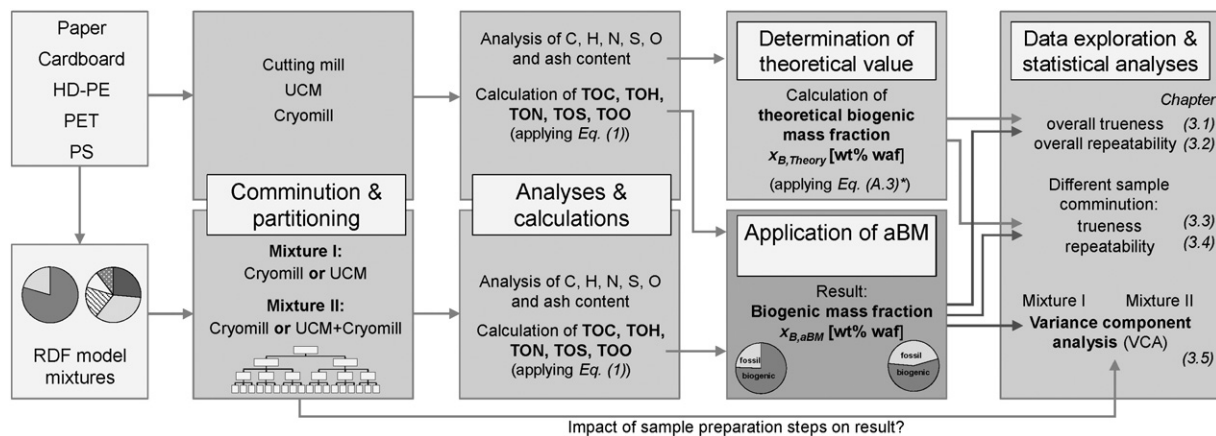 Paper
Cardboard
HD-PE
PET
PS
RDF model
mixtures
Cutting mill
UCM
Cryomill
Comminution &
partitioning
Mixture I:
Cryomill or UCM
Mixture II:
Cryomill or UCM+Cryomill
Analysis of C, H, N, S, O
and ash content
Calculation of TOC, TOH,
TON, TOS, TOO
(applying Eq. (1))
Analyses &
calculations
Analysis of C, H, N, S, O
and ash content
Calculation of TOC, TOH,
TON, TOS, TOO
(applying Eq. (1))
Determination of
theoretical value
Calculation of
theoretical biogenic
mass fraction
xB,Theory [wt% waf]
(applying Eq. (A.3)*)
Application of aBM
Result:
Biogenic mass fraction
xB,aBM [wt% waf]
fossil
biogenic
fossil
biogenic
Data exploration &
statistical analyses
Chapter
overall trueness (3.1)
overall repeatability (3.2)
Different sample
comminution:
trueness (3.3)
repeatability (3.4)
Mixture I Mixture II
Variance component
analysis (VCA)
(3.5)
Impact of sample preparation steps on result?